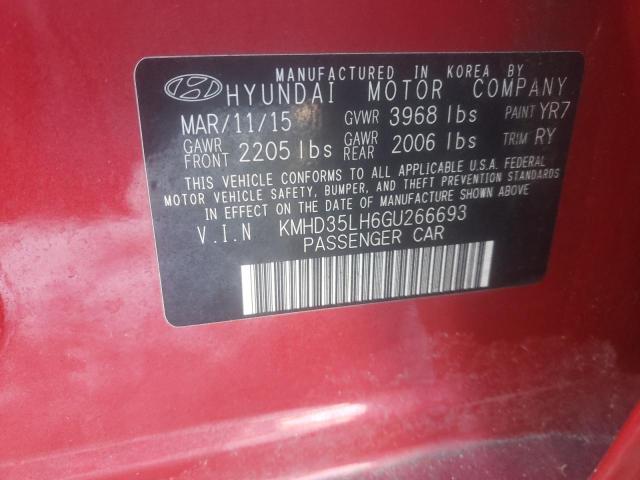 MANUFACTURED IN KOREA BY
HYUNDAI MOTOR COMPANY
MAR/11/15 GVWR 3968 lbs PAINT YR7
GAWR FRONT 2205 lbs GAWR REAR 2006 lbs TRIM RY
THIS VEHICLE CONFORMS TO ALL APPLICABLE U.S.A. FEDERAL
MOTOR VEHICLE SAFETY, BUMPER, AND THEFT PREVENTION STANDARDS
IN EFFECT ON THE DATE OF MANUFACTURE SHOWN ABOVE.
V.I.N KMHD35LH6GU266693
PASSENGER CAR